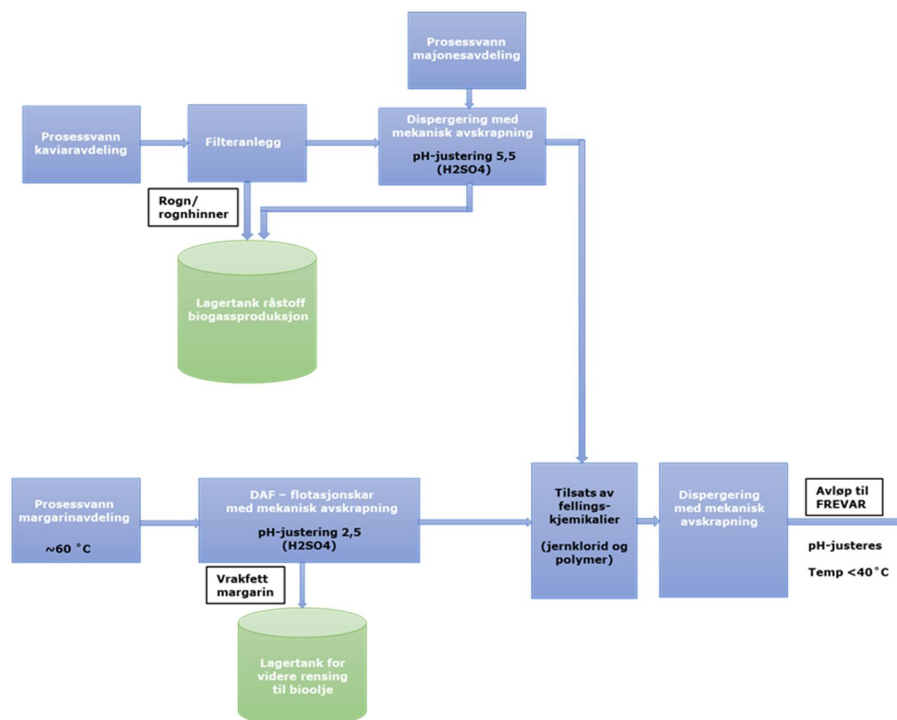 Prosessvann
majonesavdeling
Prosessvann
kaviaravdeling
Filteranlegg
Dispergering med
mekanisk avskrapning
pH-justering 5,5
(H2SO4)
Rogn/
rognhinner
Lagertank råstoff
biogassproduksjon
Prosessvann
margarinavdeling
~60 ˚C
DAF – flotasjonskar
med mekanisk avskrapning
pH-justering 2,5
(H2SO4)
Vrakfett
margarin
Lagertank for
videre rensing
til bioolje
Tilsats av
fellings-
kjemikalier
(jernklorid og
polymer)
Dispergering
med mekanisk
avskrapning
Avløp til
FREVAR
pH-justeres
Temp <40˚C